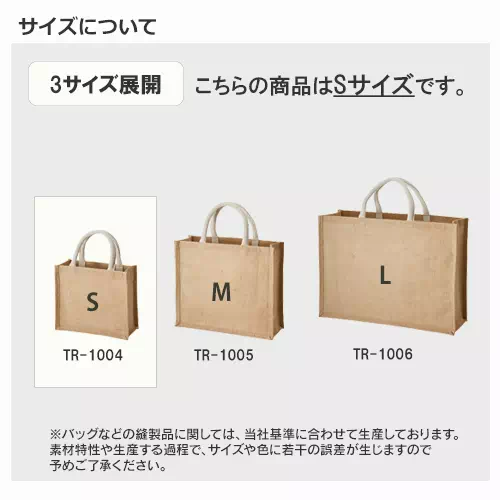 サイズについて
3サイズ展開 こちらの商品はSサイズです。
S M L
TR-1004 TR-1005 TR-1006
※バッグなどの縫製品に関しては、当社基準に合わせて生産しております。
素材特性や生産する過程で、サイズや色に若干の誤差が生じますので
予めご了承ください。